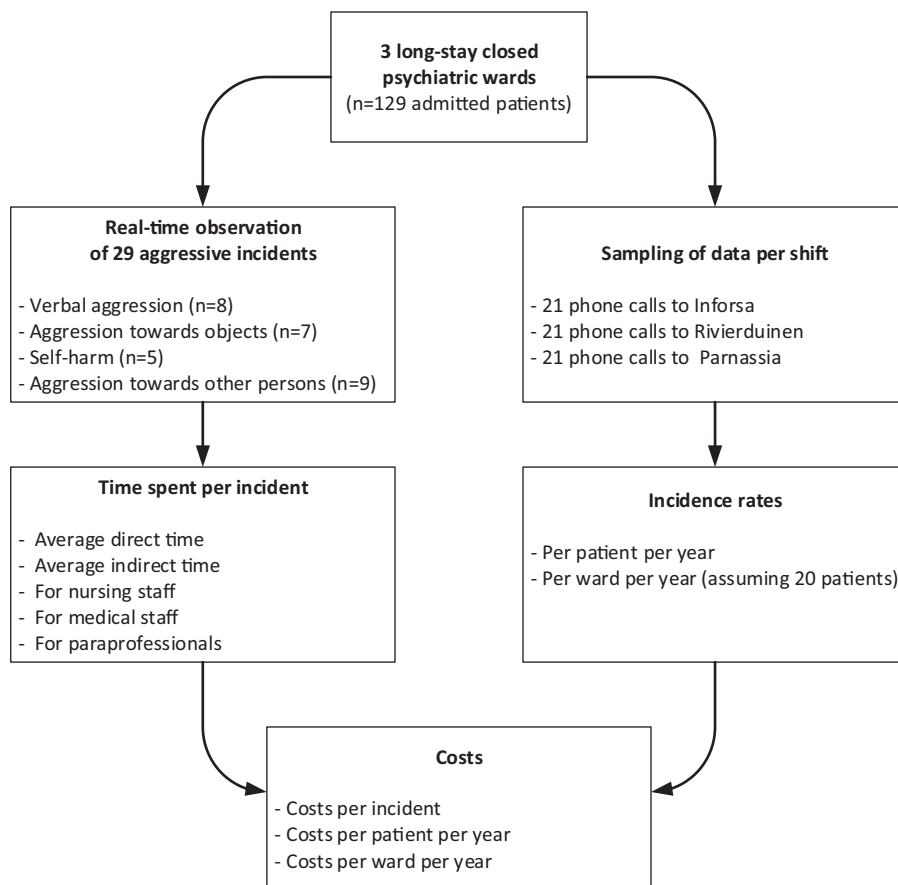 3 long-stay closed
psychiatric wards
(n=129 admitted patients)
Real-time observation
of 29 aggressive incidents
- Verbal aggression (n=8)
- Aggression towards objects (n=7)
- Self-harm (n=5)
- Aggression towards other persons (n=9)
Sampling of data per shift
- 21 phone calls to Inforsa
- 21 phone calls to Rivierduinen
- 21 phone calls to Parnassia
Time spent per incident
- Average direct time
- Average indirect time
- For nursing staff
- For medical staff
- For paraprofessionals
Incidence rates
- Per patient per year
- Per ward per year (assuming 20 patients)
Costs
- Costs per incident
- Costs per patient per year
- Costs per ward per year